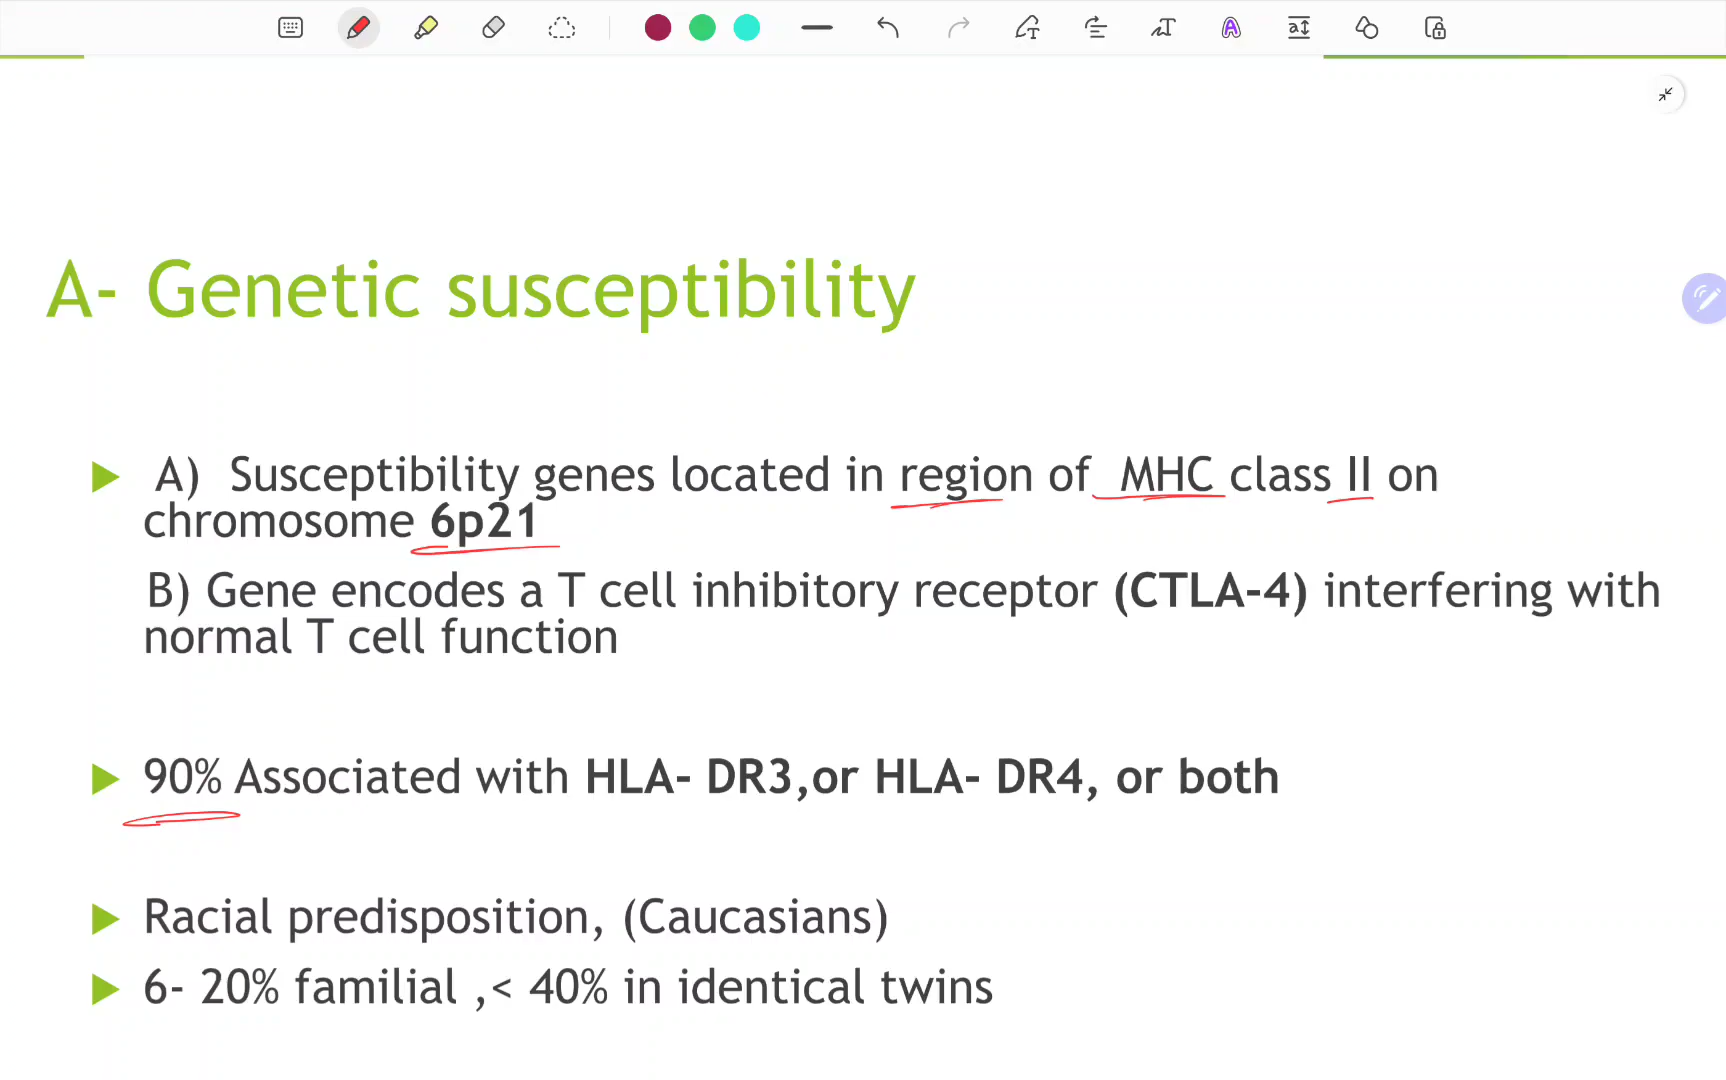 A- Genetic susceptibility
A) Susceptibility genes located in region of MHC class II on
chromosome 6p21
B) Gene encodes a T cell inhibitory receptor (CTLA-4) interfering with
normal T cell function
90% Associated with HLA- DR3,or HLA- DR4, or both
Racial predisposition, (Caucasians)
6- 20% familial ,< 40% in identical twins